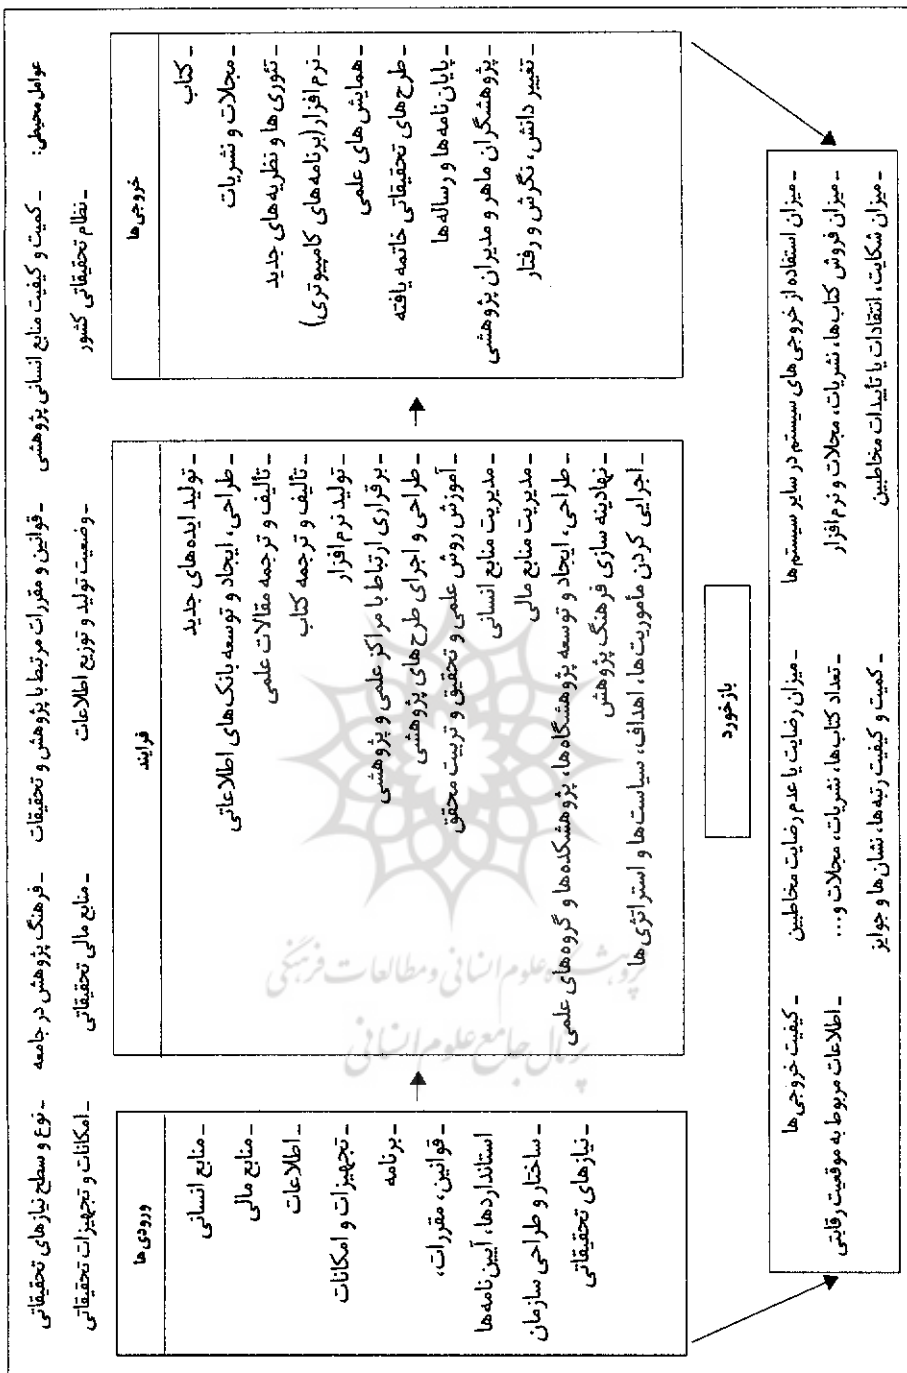 عوامل محیطی:
ـ کمیت و کیفیت منابع انسانی پژوهشی
ـ قوانین و مقررات مرتبط با پژوهش و تحقیقات
ـ فرهنگ پژوهش در جامعه
ـ نوع و سطح نیازهای تحقیقاتی
ـ نظام تحقیقاتی کشور
ـ وضعیت تولید و توزیع اطلاعات
ـ منابع مالی تحقیقاتی
ـ امکانات و تجهیزات تحقیقاتی
ورودی‌ها
ـ منابع انسانی
ـ منابع مالی
ـ اطلاعات
ـ تجهیزات و امکانات
ـ برنامه
ـ قوانین، مقررات،
استانداردها، آیین نامه‌ها
ـ ساختار و طراحی سازمان
ـ نیازهای تحقیقاتی
فرایند
ـ تولید ایده‌های جدید
ـ طراحی، ایجاد و توسعه بانک‌های اطلاعاتی
ـ تألیف و ترجمه مقالات علمی
ـ تألیف و ترجمه کتاب
ـ تولید نرم افزار
ـ برقراری ارتباط با مراکز علمی و پژوهشی
ـ طراحی و اجرای طرح‌های پژوهشی
ـ آموزش روش علمی و تحقیق و تربیت محقق
ـ مدیریت منابع انسانی
ـ مدیریت منابع مالی
ـ طراحی، ایجاد و توسعه پژوهشگاه‌ها، پژوهشکده‌ها و گروه‌های علمی
ـ نهادینه سازی فرهنگ پژوهش
ـ اجرایی کردن مأموریت‌ها، اهداف، سیاست‌ها و استراتژی‌ها
خروجی‌ها
ـ کتاب
ـ مجلات و نشریات
ـ تئوری‌ها و نظریه‌های جدید
ـ نرم افزار (برنامه‌های کامپیوتری)
ـ همایش های علمی
ـ طرح‌های تحقیقاتی خاتمه یافته
ـ پایان نامه‌ها و رساله‌ها
ـ پژوهشگران ماهر و مدیران پژوهشی
ـ تغییر دانش، نگرش و رفتار
بازخورد
ـ میزان استفاده از خروجی‌های سیستم در سایر سیستم‌ها
ـ میزان رضایت یا عدم رضایت مخاطبین
ـ کیفیت خروجی‌ها
ـ میزان فروش کتاب‌ها، نشریات، مجلات و نرم افزار
ـ تعداد کتاب‌ها، نشریات، مجلات و...
ـ اطلاعات مربوط به موقعیت رقابتی
ـ میزان شکایت، انتقادات یا تأییدات مخاطبین
ـ کمیت و کیفیت رتبه‌ها، نشان‌ها و جوایز
پژوهشگاه علوم انسانی و مطالعات فرهنگی
پرتال جامع علوم انسانی